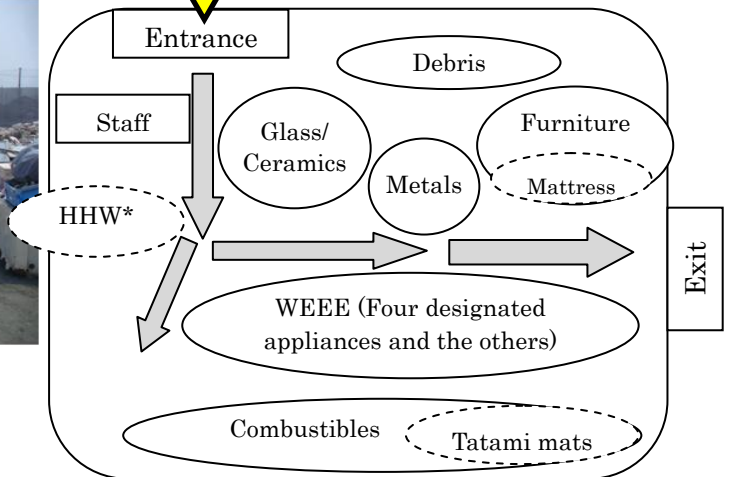 Entrance
Debris
Staff
Glass/
Ceramics
Furniture
Metals
Mattress
HHW*
Exit
WEEE (Four designated
appliances and the others)
Combustibles
Tatami mats